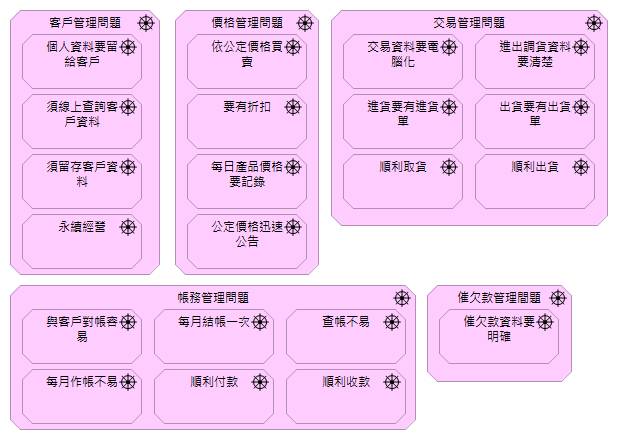 客戶管理問題
個人資料要留
給客戶
須線上查詢客
戶資料
須留存客戶資
料
永續經營
價格管理問題
依公定價格買
賣
要有折扣
每日產品價格
要記錄
公定價格迅速
公告
交易管理問題
交易資料要電
腦化
進出調貨資料
要清楚
進貨要有進貨
單
出貨要有出貨
單
順利取貨
順利出貨
帳務管理問題
與客戶對帳容
易
每月結帳一次
查帳不易
每月作帳不易
順利付款
順利收款
催欠款管理問題
催欠款資料要
明確